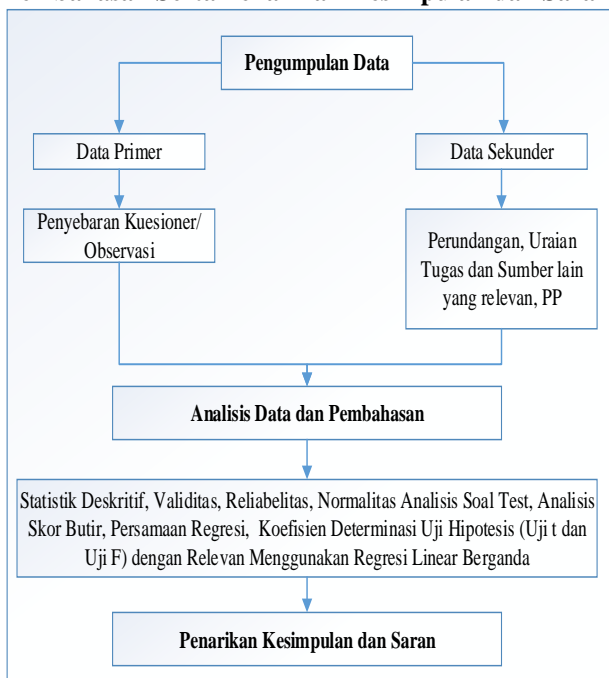 Pengumpulan Data
Data Primer
Data Sekunder
Penyebaran Kuesioner/
Observasi
Perundangan, Uraian
Tugas dan Sumber lain
yang relevan, PP
Analisis Data dan Pembahasan
Statistik Deskritif, Validitas, Reliabelitas, Normalitas Analisis Soal Test, Analisis
Skor Butir, Persamaan Regresi, Koefisien Determinasi Uji Hipotesis (Uji t dan
Uji F) dengan Relevan Menggunakan Regresi Linear Berganda
Penarikan Kesimpulan dan Saran